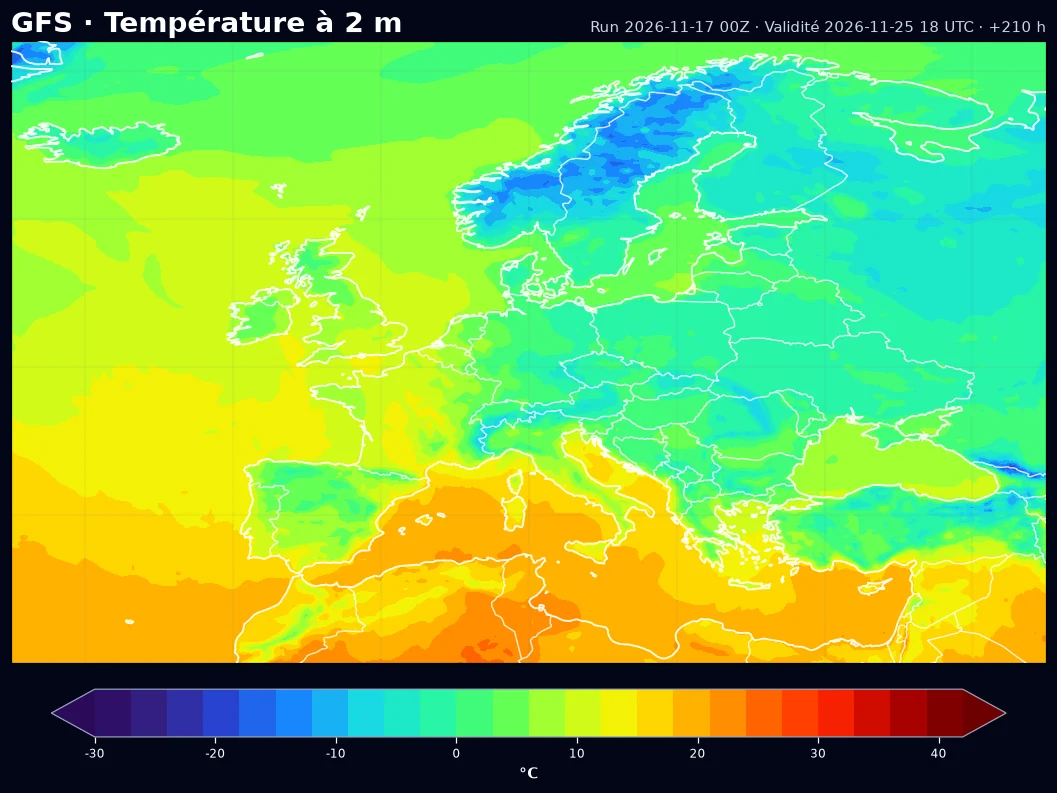 GFS · Température à 2 m
Run 2026-11-17 00Z · Validité 2026-11-25 18 UTC · +210 h
-30 -20 -10 0 10 20 30 40
°C